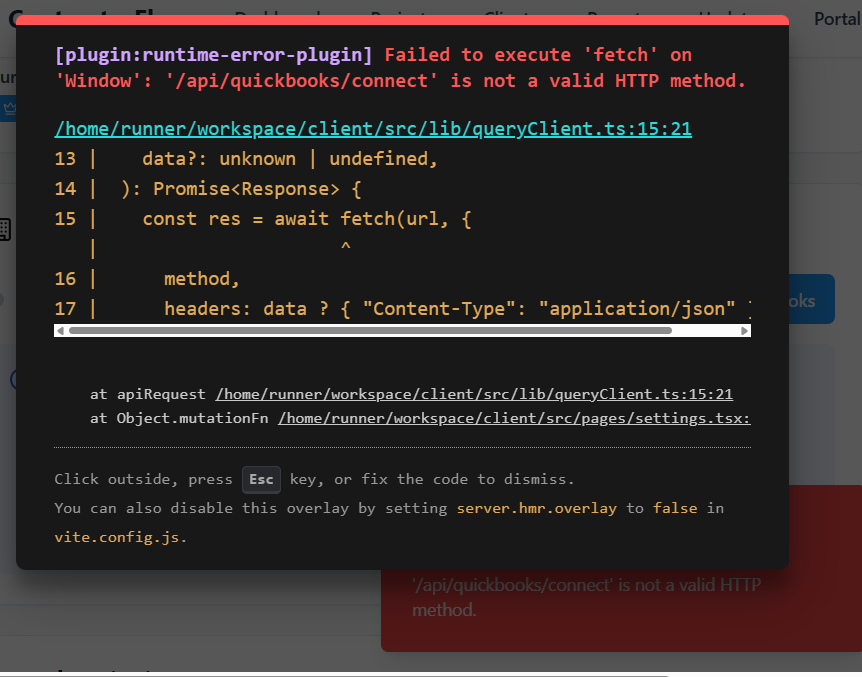 Portal
[plugin:runtime-error-plugin] Failed to execute 'fetch' on
'Window': '/api/quickbooks/connect' is not a valid HTTP method.
/home/runner/workspace/client/src/lib/queryClient.ts:15:21
13 |    data?: unknown | undefined,
14 |  ): Promise<Response> {
15 |    const res = await fetch(url, {
   |                      ^
16 |      method,
17 |      headers: data ? { "Content-Type": "application/json" }
oks
at apiRequest /home/runner/workspace/client/src/lib/queryClient.ts:15:21
at Object.mutationFn /home/runner/workspace/client/src/pages/settings.tsx:
Click outside, press Esc key, or fix the code to dismiss.
You can also disable this overlay by setting server.hmr.overlay to false in
vite.config.js.
'/api/quickbooks/connect' is not a valid HTTP
method.